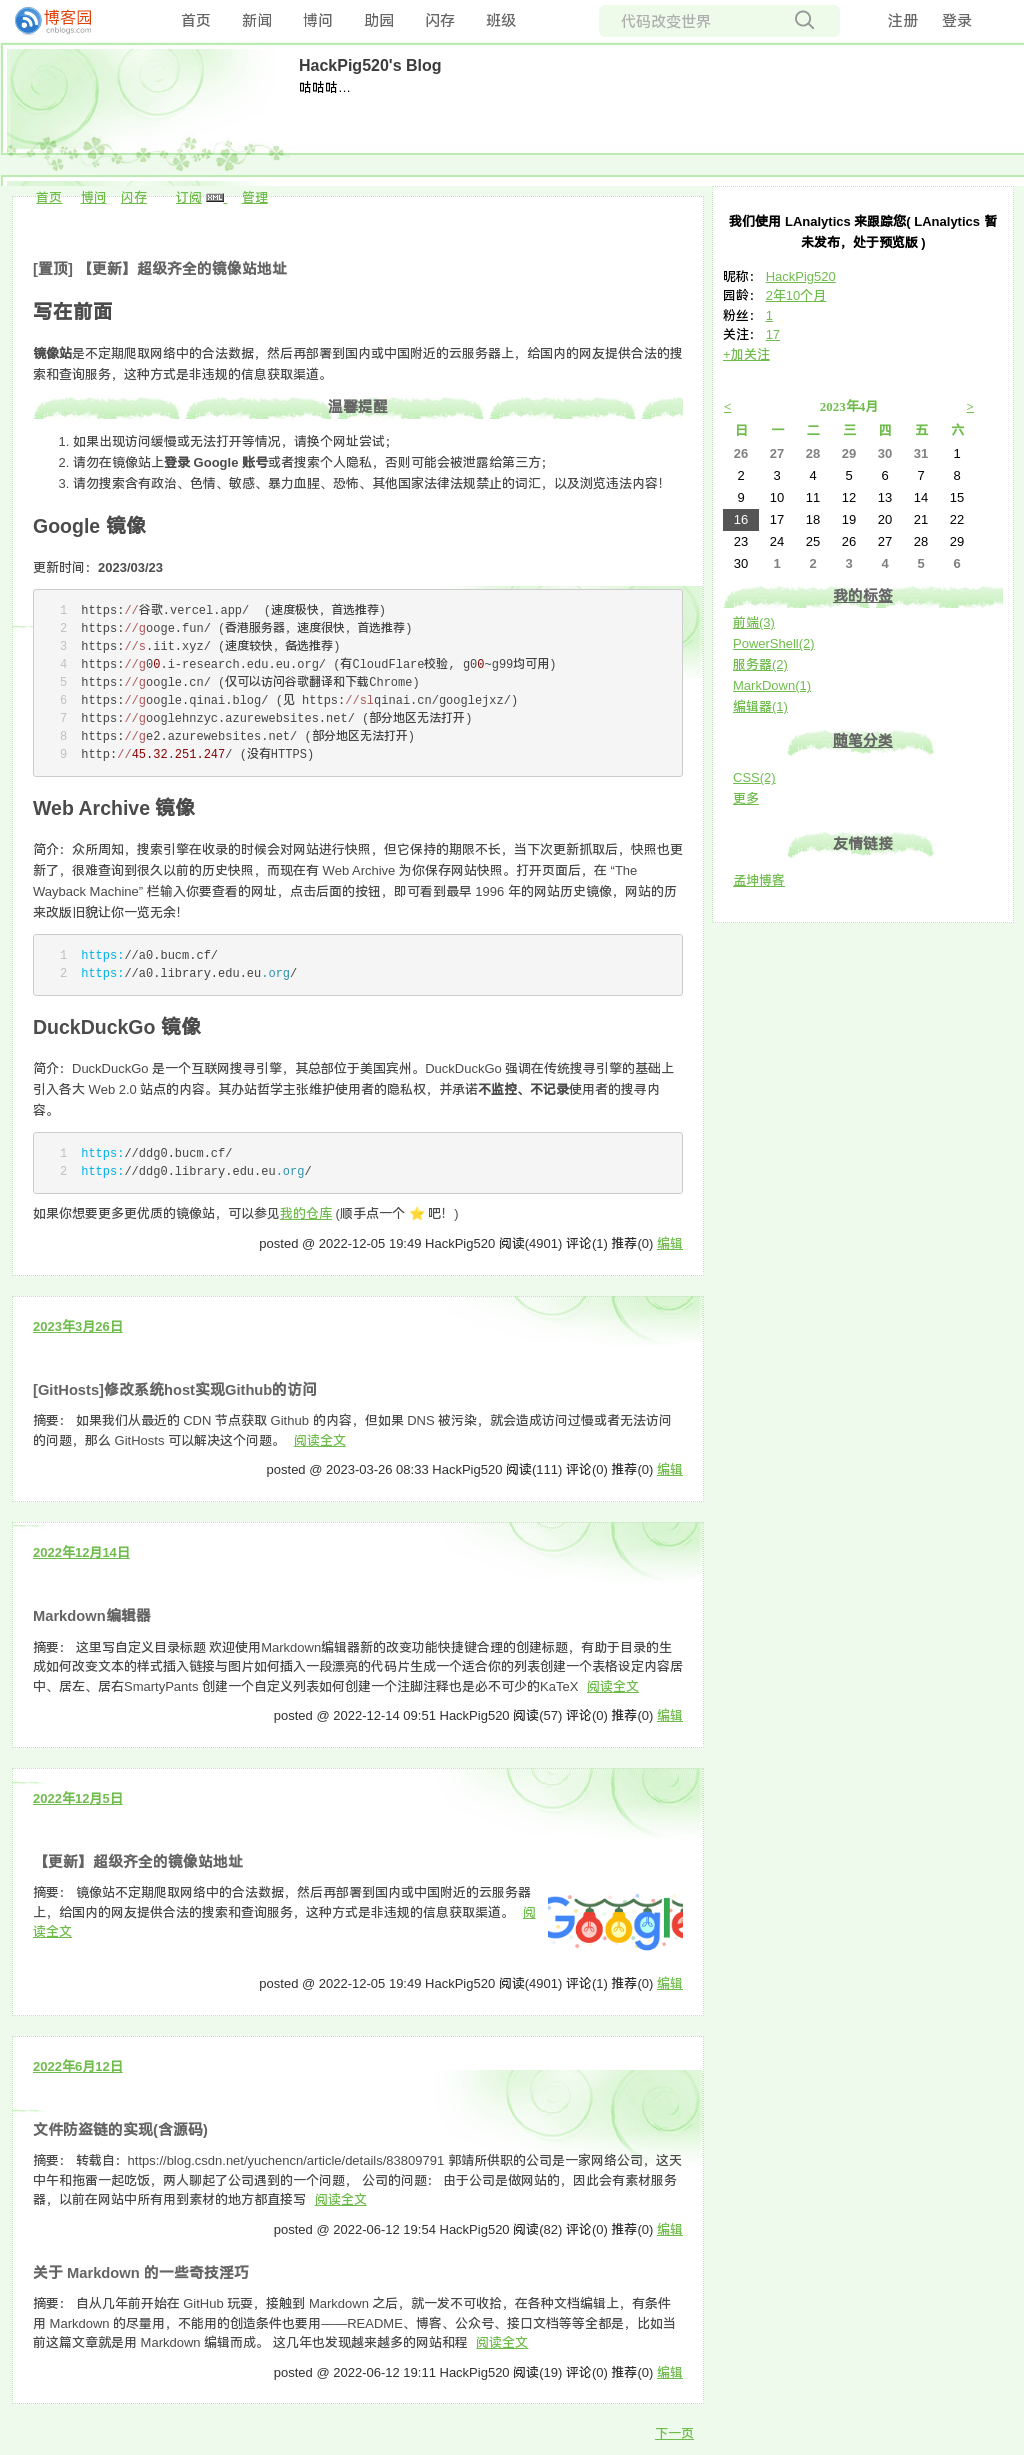 博客园
cnblogs.com
首页 新闻 博问 助园 闪存 班级
代码改变世界
注册 登录
HackPig520's Blog
咕咕咕…
首页 博问 闪存 订阅 XML 管理
[置顶] 【更新】超级齐全的镜像站地址
写在前面
镜像站是不定期爬取网络中的合法数据，然后再部署到国内或中国附近的云服务器上，给国内的网友提供合法的搜
索和查询服务，这种方式是非违规的信息获取渠道。
温馨提醒
1. 如果出现访问缓慢或无法打开等情况，请换个网址尝试；
2. 请勿在镜像站上登录 Google 账号或者搜索个人隐私，否则可能会被泄露给第三方；
3. 请勿搜索含有政治、色情、敏感、暴力血腥、恐怖、其他国家法律法规禁止的词汇，以及浏览违法内容！
Google 镜像
更新时间：2023/03/23
1 https://谷歌.vercel.app/  (速度极快，首选推荐)
2 https://googe.fun/ (香港服务器，速度很快，首选推荐)
3 https://s.iit.xyz/ (速度较快，备选推荐)
4 https://g00.i-research.edu.eu.org/ (有CloudFlare校验, g00~g99均可用)
5 https://google.cn/ (仅可以访问谷歌翻译和下载Chrome)
6 https://google.qinai.blog/ (见 https://slqinai.cn/googlejxz/)
7 https://googlehnzyc.azurewebsites.net/ (部分地区无法打开)
8 https://ge2.azurewebsites.net/ (部分地区无法打开)
9 http://45.32.251.247/ (没有HTTPS)
Web Archive 镜像
简介：众所周知，搜索引擎在收录的时候会对网站进行快照，但它保持的期限不长，当下次更新抓取后，快照也更
新了，很难查询到很久以前的历史快照，而现在有 Web Archive 为你保存网站快照。打开页面后，在 “The
Wayback Machine” 栏输入你要查看的网址，点击后面的按钮，即可看到最早 1996 年的网站历史镜像，网站的历
来改版旧貌让你一览无余！
1 https://a0.bucm.cf/
2 https://a0.library.edu.eu.org/
DuckDuckGo 镜像
简介：DuckDuckGo 是一个互联网搜寻引擎，其总部位于美国宾州。DuckDuckGo 强调在传统搜寻引擎的基础上
引入各大 Web 2.0 站点的内容。其办站哲学主张维护使用者的隐私权，并承诺不监控、不记录使用者的搜寻内
容。
1 https://ddg0.bucm.cf/
2 https://ddg0.library.edu.eu.org/
如果你想要更多更优质的镜像站，可以参见我的仓库 (顺手点一个 ⭐ 吧！)
posted @ 2022-12-05 19:49 HackPig520 阅读(4901) 评论(1) 推荐(0) 编辑
2023年3月26日
[GitHosts]修改系统host实现Github的访问
摘要： 如果我们从最近的 CDN 节点获取 Github 的内容，但如果 DNS 被污染，就会造成访问过慢或者无法访问
的问题，那么 GitHosts 可以解决这个问题。 阅读全文
posted @ 2023-03-26 08:33 HackPig520 阅读(111) 评论(0) 推荐(0) 编辑
2022年12月14日
Markdown编辑器
摘要： 这里写自定义目录标题 欢迎使用Markdown编辑器新的改变功能快捷键合理的创建标题，有助于目录的生
成如何改变文本的样式插入链接与图片如何插入一段漂亮的代码片生成一个适合你的列表创建一个表格设定内容居
中、居左、居右SmartyPants 创建一个自定义列表如何创建一个注脚注释也是必不可少的KaTeX 阅读全文
posted @ 2022-12-14 09:51 HackPig520 阅读(57) 评论(0) 推荐(0) 编辑
2022年12月5日
【更新】超级齐全的镜像站地址
摘要： 镜像站不定期爬取网络中的合法数据，然后再部署到国内或中国附近的云服务器
上，给国内的网友提供合法的搜索和查询服务，这种方式是非违规的信息获取渠道。 阅
读全文
Google
posted @ 2022-12-05 19:49 HackPig520 阅读(4901) 评论(1) 推荐(0) 编辑
2022年6月12日
文件防盗链的实现(含源码)
摘要： 转载自：https://blog.csdn.net/yuchencn/article/details/83809791 郭靖所供职的公司是一家网络公司，这天
中午和拖雷一起吃饭，两人聊起了公司遇到的一个问题， 公司的问题： 由于公司是做网站的，因此会有素材服务
器，以前在网站中所有用到素材的地方都直接写 阅读全文
posted @ 2022-06-12 19:54 HackPig520 阅读(82) 评论(0) 推荐(0) 编辑
关于 Markdown 的一些奇技淫巧
摘要： 自从几年前开始在 GitHub 玩耍，接触到 Markdown 之后，就一发不可收拾，在各种文档编辑上，有条件
用 Markdown 的尽量用，不能用的创造条件也要用——README、博客、公众号、接口文档等等全都是，比如当
前这篇文章就是用 Markdown 编辑而成。 这几年也发现越来越多的网站和程 阅读全文
posted @ 2022-06-12 19:11 HackPig520 阅读(19) 评论(0) 推荐(0) 编辑
下一页
我们使用 LAnalytics 来跟踪您( LAnalytics 暂
未发布，处于预览版 )
昵称： HackPig520
园龄： 2年10个月
粉丝： 1
关注： 17
+加关注
< 2023年4月 >
日 一 二 三 四 五 六
26 27 28 29 30 31 1
2 3 4 5 6 7 8
9 10 11 12 13 14 15
16 17 18 19 20 21 22
23 24 25 26 27 28 29
30 1 2 3 4 5 6
我的标签
前端(3)
PowerShell(2)
服务器(2)
MarkDown(1)
编辑器(1)
随笔分类
CSS(2)
更多
友情链接
孟坤博客